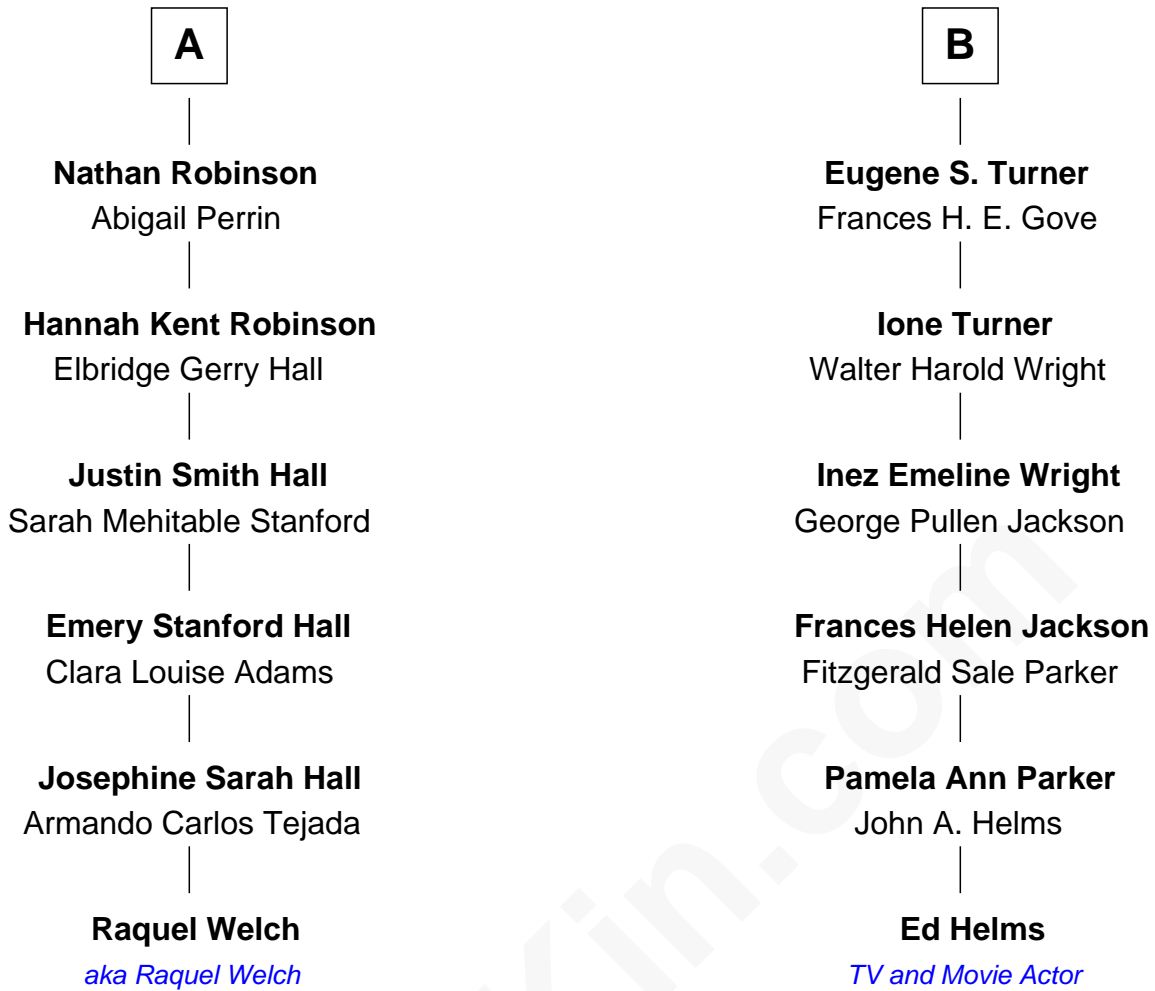 A
Nathan Robinson
Abigail Perrin
Hannah Kent Robinson
Elbridge Gerry Hall
Justin Smith Hall
Sarah Mehitable Stanford
Emery Stanford Hall
Clara Louise Adams
Josephine Sarah Hall
Armando Carlos Tejada
Raquel Welch
aka Raquel Welch
B
Eugene S. Turner
Frances H. E. Gove
Ione Turner
Walter Harold Wright
Inez Emeline Wright
George Pullen Jackson
Frances Helen Jackson
Fitzgerald Sale Parker
Pamela Ann Parker
John A. Helms
Ed Helms
TV and Movie Actor
Kin.com